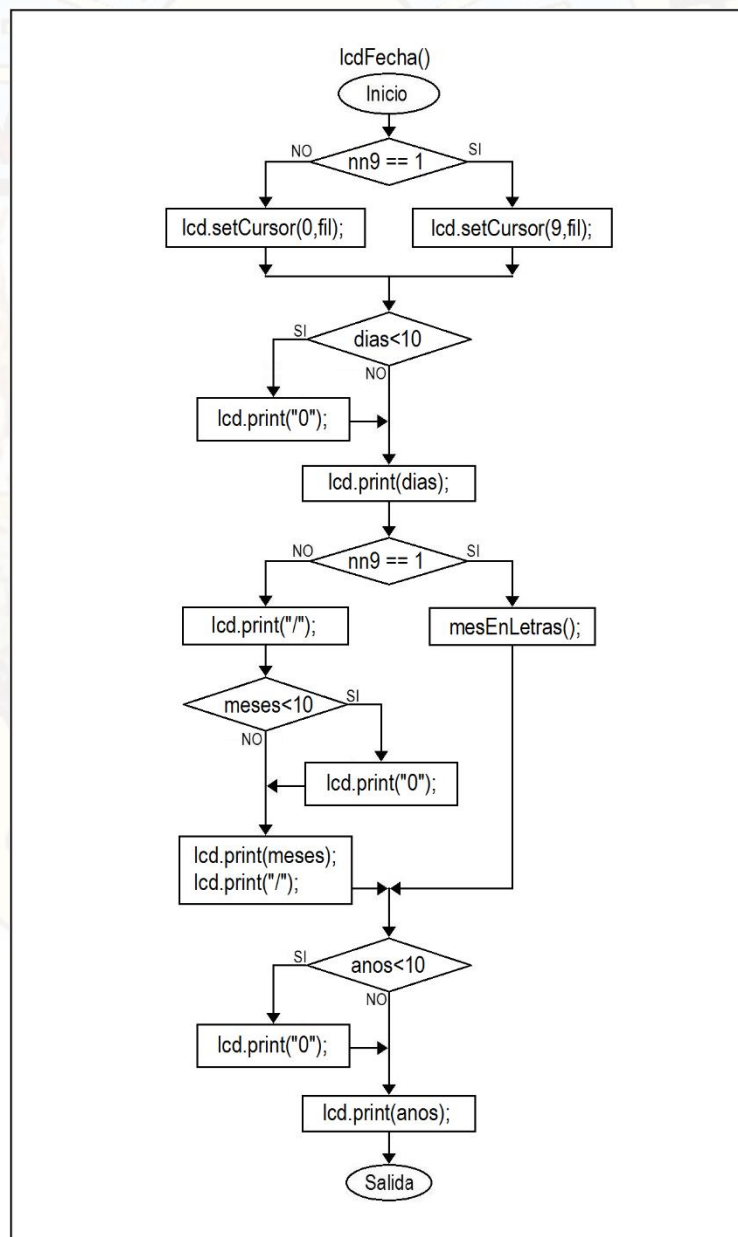 lcdFecha()
Inicio
NO
nn9 == 1
SI
lcd.setCursor(0,fil);
lcd.setCursor(9,fil);
SI
dias<10
NO
lcd.print("0");
lcd.print(dias);
NO
nn9 == 1
SI
lcd.print("/");
mesEnLetras();
meses<10
SI
NO
lcd.print("0");
lcd.print(meses);
lcd.print("/");
SI
anos<10
NO
lcd.print("0");
lcd.print(anos);
Salida